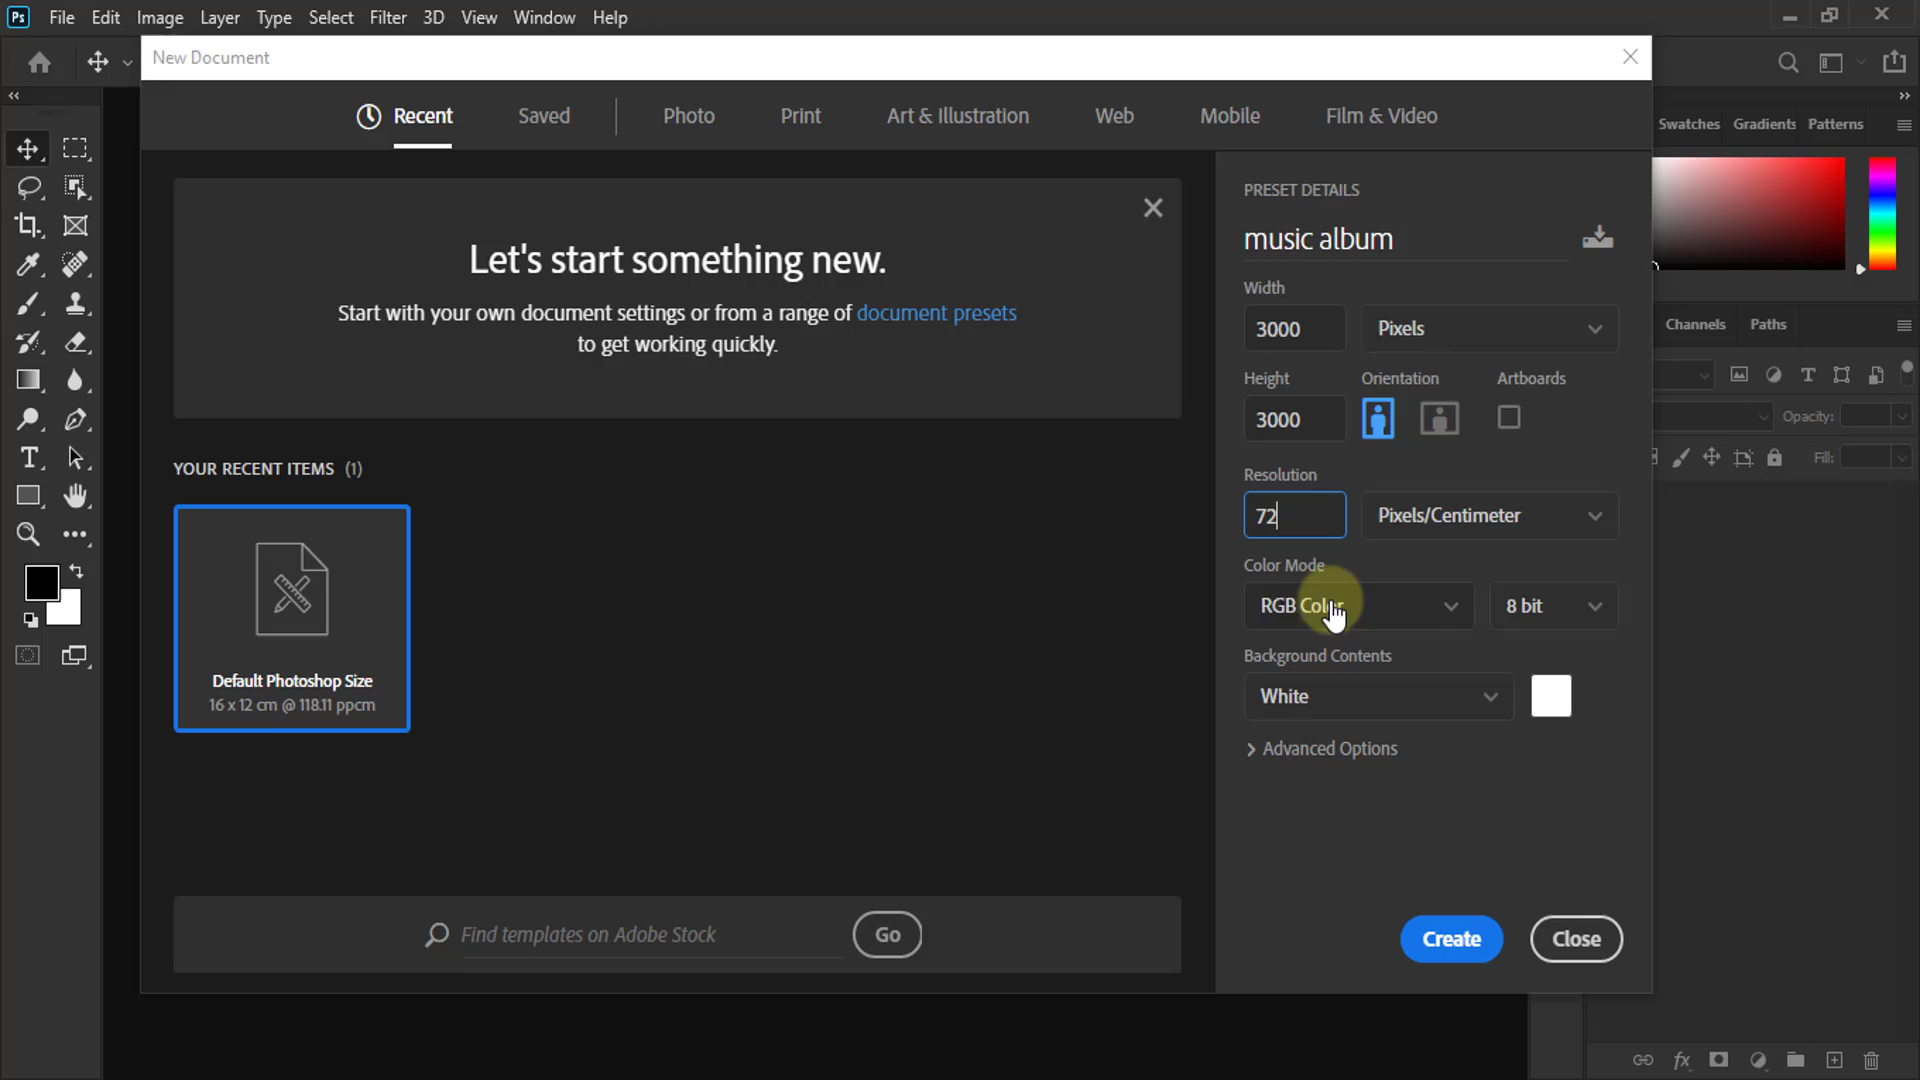 Ps File Edit Image Layer Type Select Filter 3D View Window Help
New Document
Recent Saved Photo Print Art & Illustration Web Mobile Film & Video
Swatches Gradients Patterns
Let's start something new.
Start with your own document settings or from a range of document presets
to get working quickly.
PRESET DETAILS
music album
Width
3000 Pixels
Height Orientation Artboards
3000
Resolution
72 Pixels/Centimeter
Color Mode
RGB Color 8 bit
Background Contents
White
Advanced Options
Channels Paths
Opacity:
Fill:
YOUR RECENT ITEMS (1)
Default Photoshop Size
16 x 12 cm @ 118.11 ppcm
Find templates on Adobe Stock Go
Create Close